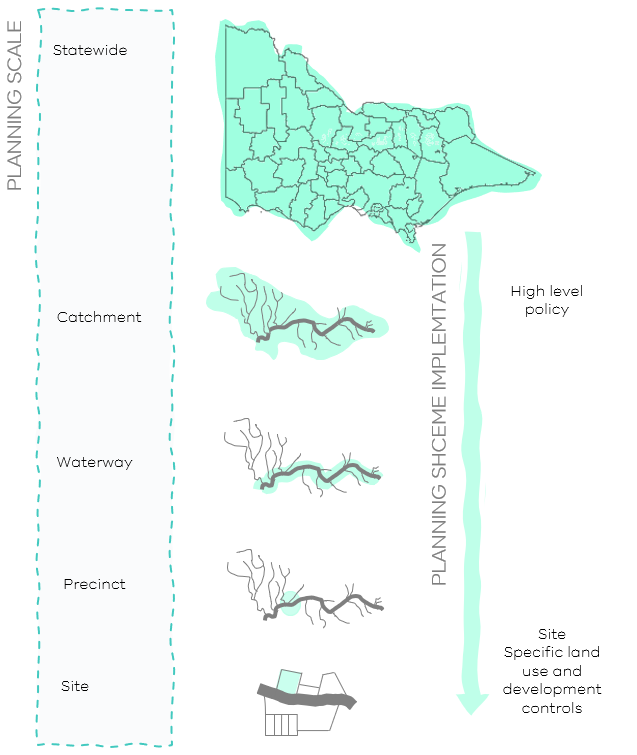 PLANNING SCALE
Statewide
Catchment
Waterway
Precinct
Site
PLANNING SHCEME IMPLEMTATION
High level
policy
Site
Specific land
use and
development
controls